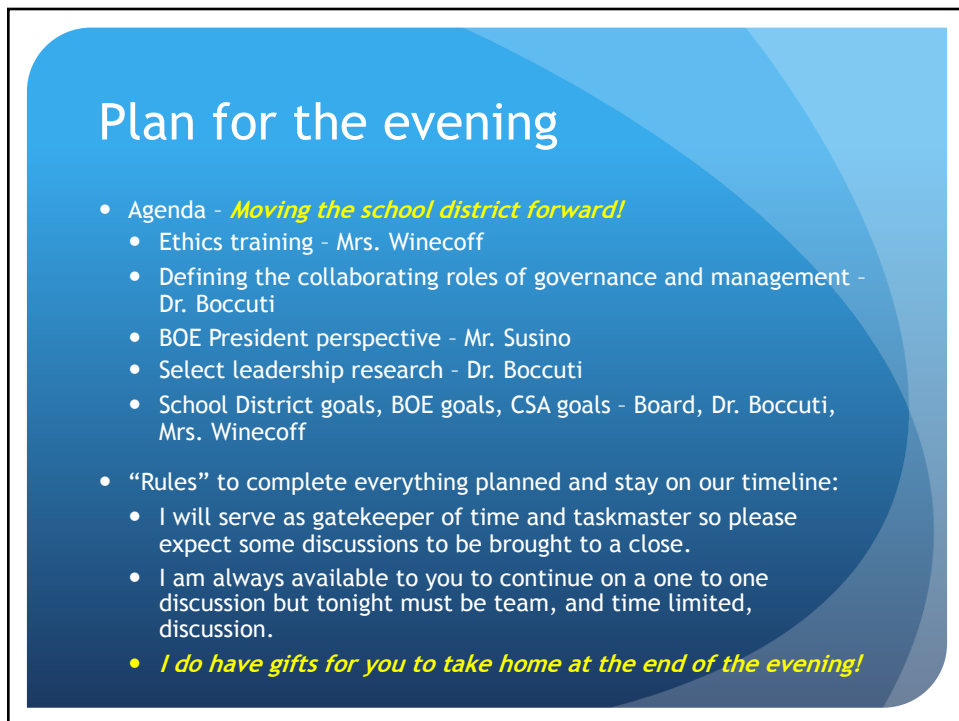 Plan for the evening
• Agenda – Moving the school district forward!
• Ethics training – Mrs. Winecoff
• Defining the collaborating roles of governance and management –
Dr. Boccuti
• BOE President perspective – Mr. Susino
• Select leadership research – Dr. Boccuti
• School District goals, BOE goals, CSA goals – Board, Dr. Boccuti,
Mrs. Winecoff
• “Rules” to complete everything planned and stay on our timeline:
• I will serve as gatekeeper of time and taskmaster so please
expect some discussions to be brought to a close.
• I am always available to you to continue on a one to one
discussion but tonight must be team, and time limited,
discussion.
• I do have gifts for you to take home at the end of the evening!